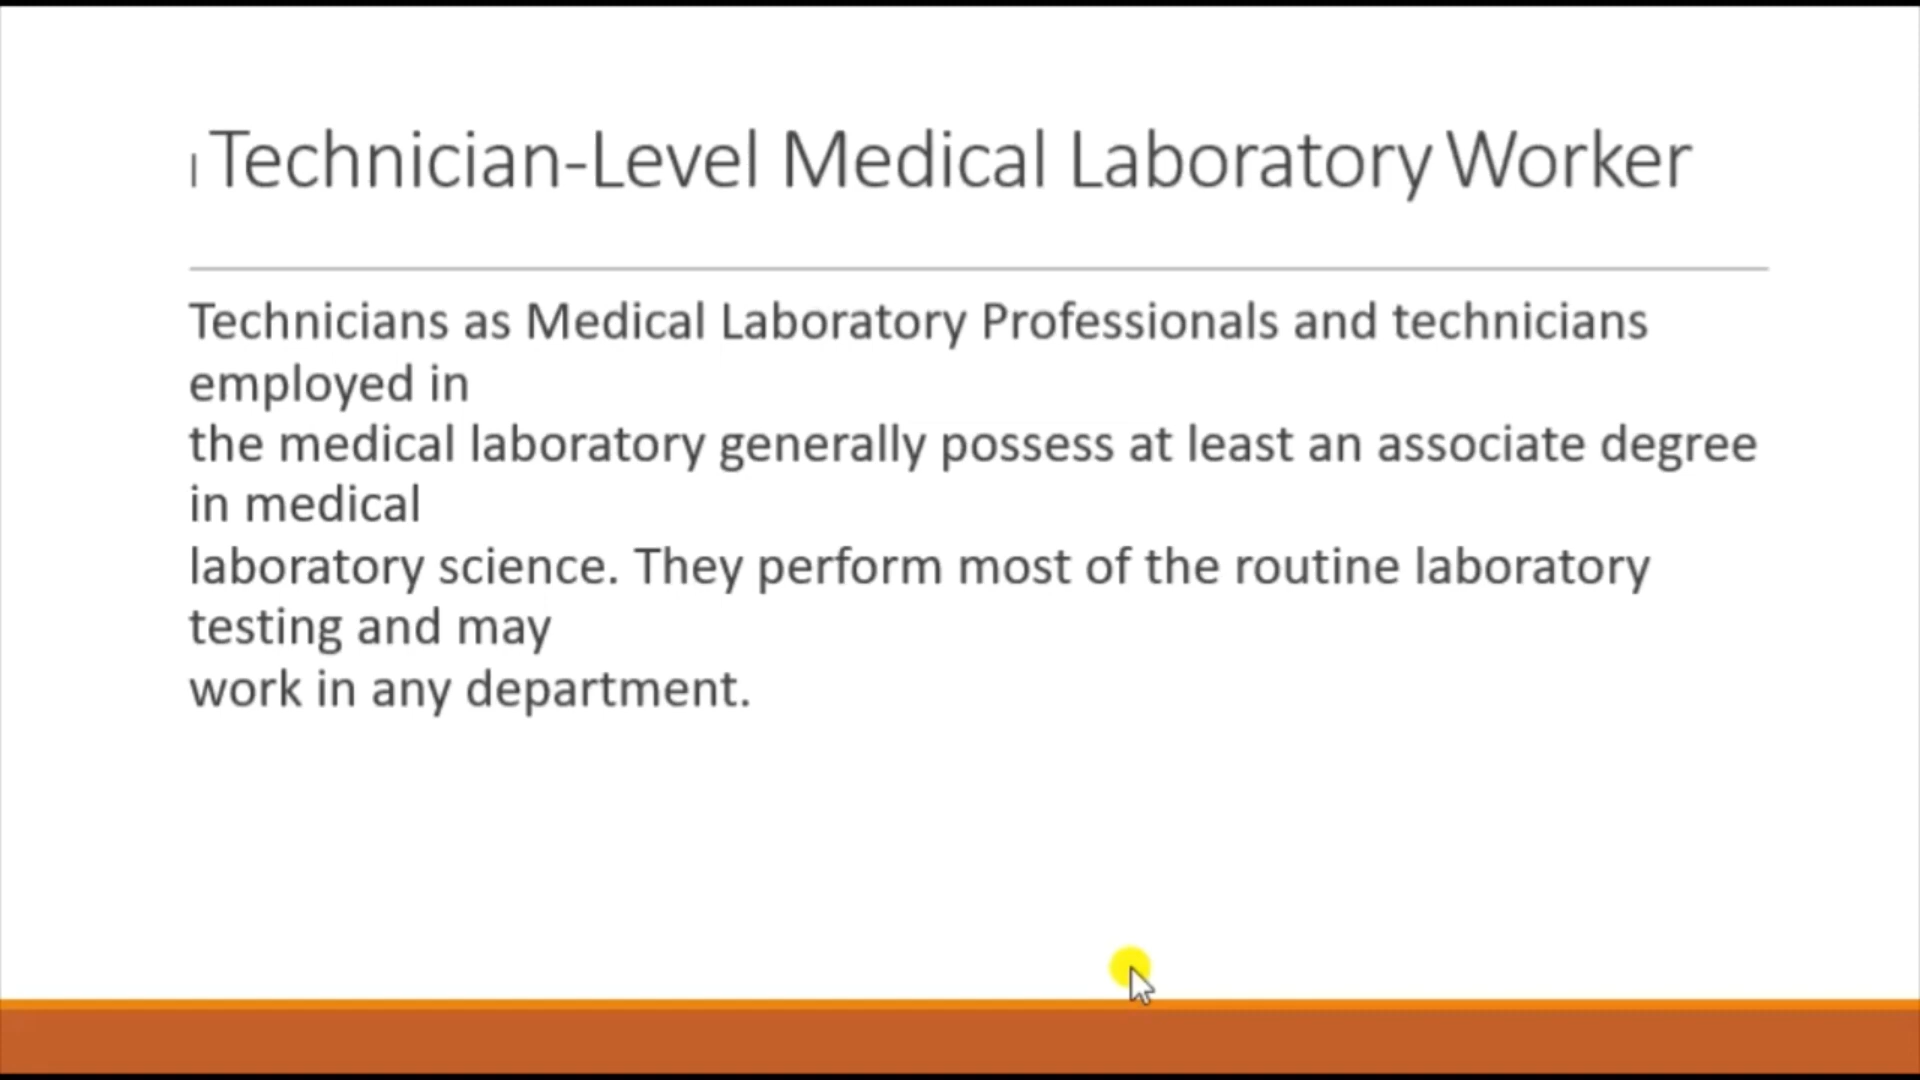 Technician-Level Medical Laboratory Worker
Technicians as Medical Laboratory Professionals and technicians
employed in
the medical laboratory generally possess at least an associate degree
in medical
laboratory science. They perform most of the routine laboratory
testing and may
work in any department.